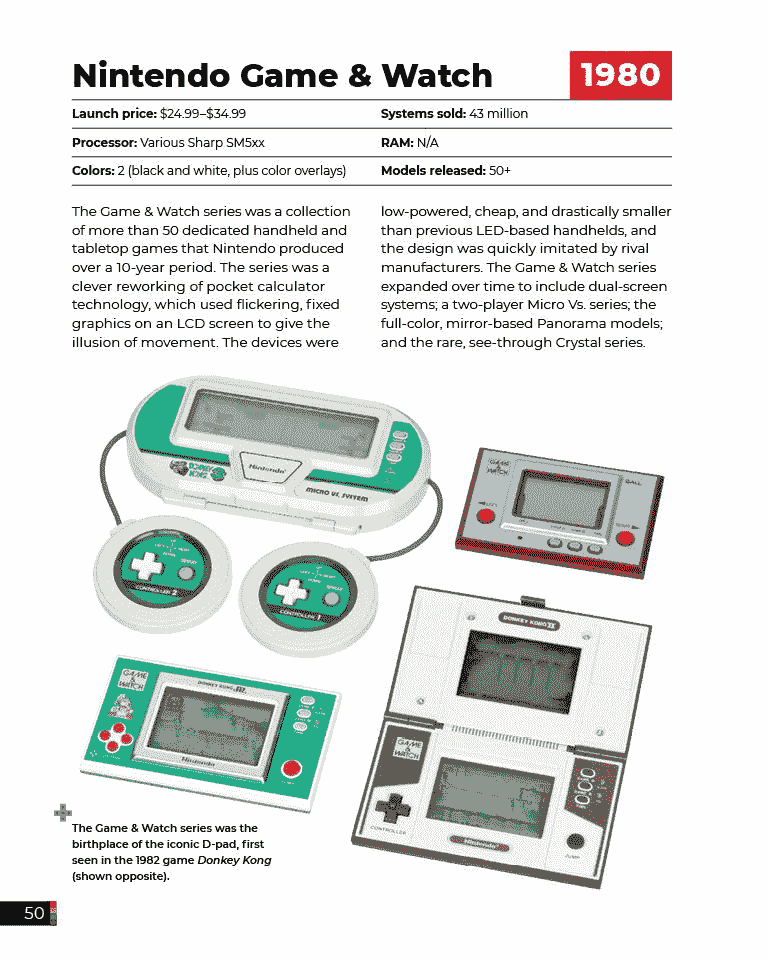 Nintendo Game & Watch
1980
Launch price: $24.99–$34.99
Systems sold: 43 million
Processor: Various Sharp SM5xx
RAM: N/A
Colors: 2 (black and white, plus color overlays)
Models released: 50+
The Game & Watch series was a collection
of more than 50 dedicated handheld and
tabletop games that Nintendo produced
over a 10-year period. The series was a
clever reworking of pocket calculator
technology, which used flickering, fixed
graphics on an LCD screen to give the
illusion of movement. The devices were
low-powered, cheap, and drastically smaller
than previous LED-based handhelds, and
the design was quickly imitated by rival
manufacturers. The Game & Watch series
expanded over time to include dual-screen
systems; a two-player Micro Vs. series; the
full-color, mirror-based Panorama models;
and the rare, see-through Crystal series.
DONKEY
KONG 3
Nintendo
MICRO VS. SYSTEM
CONTROLLER 2
CONTROLLER 1
GAME
&
WATCH
BALL
DONKEY KONG II
GAME
&
WATCH
CONTROLLER
Nintendo
JUMP
GAME
&
WATCH
DONKEY KONG JR.
Nintendo
The Game & Watch series was the
birthplace of the iconic D-pad, first
seen in the 1982 game Donkey Kong
(shown opposite).
50